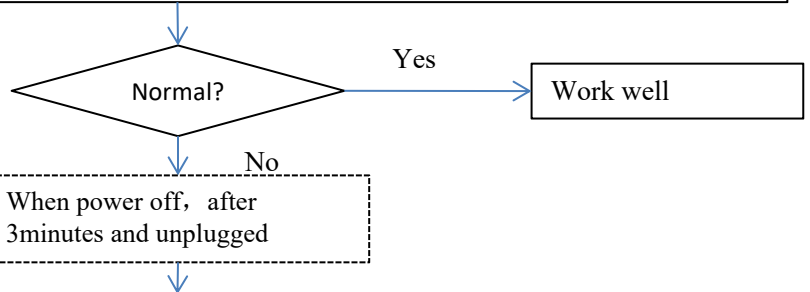 Yes
Normal?
Work well
No
When power off，after
3minutes and unplugged